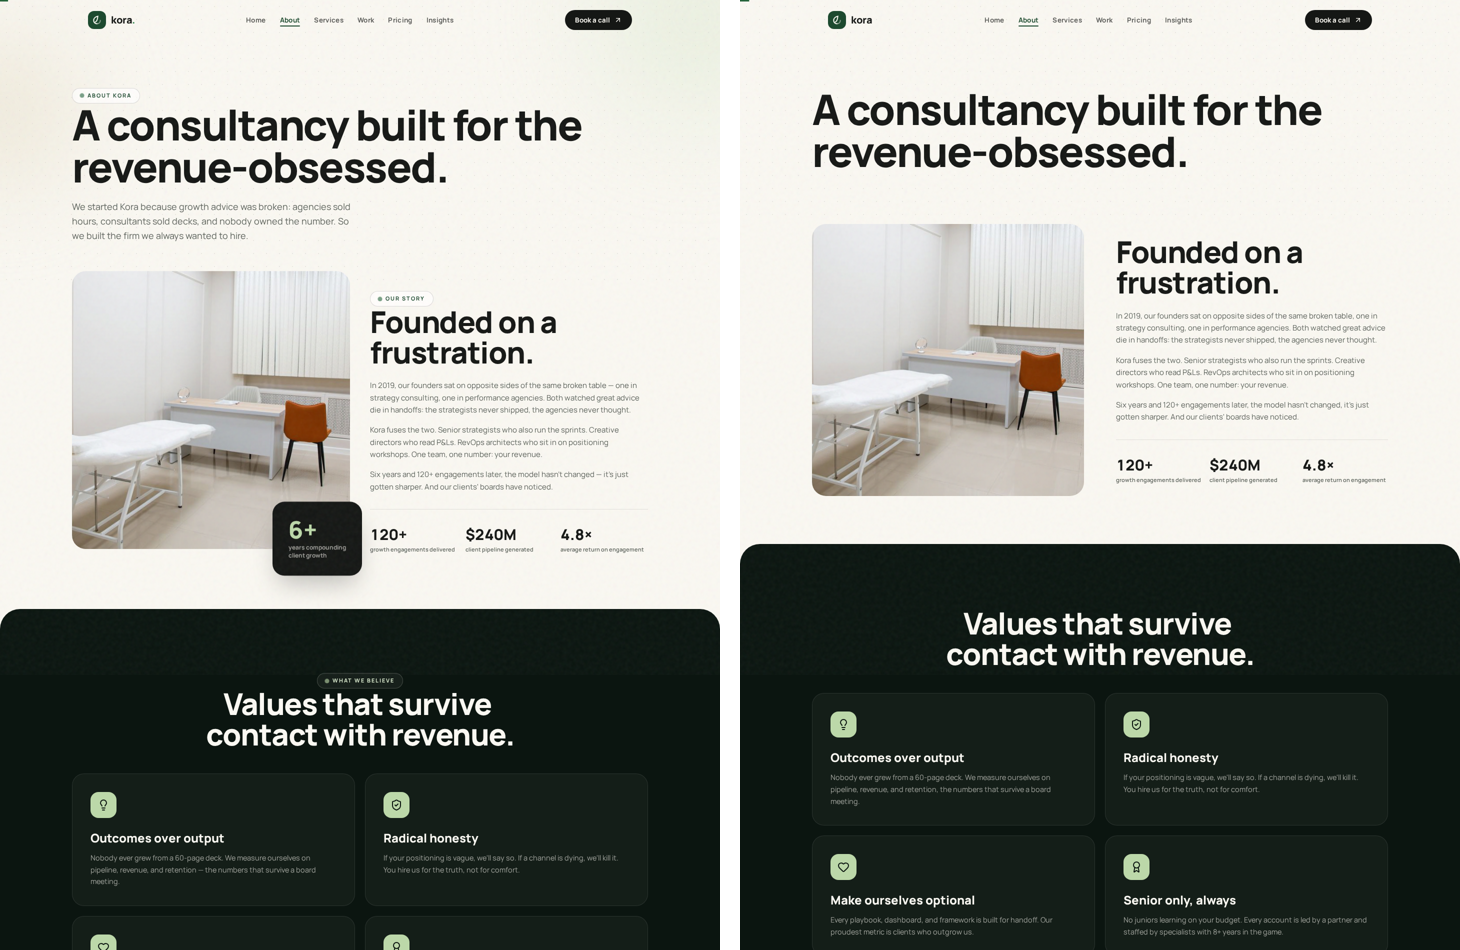 kora.
Home About Services Work Pricing Insights
Book a call
ABOUT KORA
A consultancy built for the
revenue-obsessed.
We started Kora because growth advice was broken: agencies sold
hours, consultants sold decks, and nobody owned the number. So
we built the firm we always wanted to hire.
OUR STORY
Founded on a
frustration.
In 2019, our founders sat on opposite sides of the same broken table — one in
strategy consulting, one in performance agencies. Both watched great advice
die in handoffs: the strategists never shipped, the agencies never thought.
Kora fuses the two. Senior strategists who also run the sprints. Creative
directors who read P&Ls. RevOps architects who sit in on positioning
workshops. One team, one number: your revenue.
Six years and 120+ engagements later, the model hasn't changed — it's just
gotten sharper. And our clients' boards have noticed.
6+
years compounding
client growth
120+
growth engagements delivered
$240M
client pipeline generated
4.8×
average return on engagement
WHAT WE BELIEVE
Values that survive
contact with revenue.
Outcomes over output
Nobody ever grew from a 60-page deck. We measure ourselves on
pipeline, revenue, and retention — the numbers that survive a board
meeting.
Radical honesty
If your positioning is vague, we'll say so. If a channel is dying, we'll kill it.
You hire us for the truth, not for comfort.
kora
Home About Services Work Pricing Insights
Book a call
A consultancy built for the
revenue-obsessed.
Founded on a
frustration.
In 2019, our founders sat on opposite sides of the same broken table, one in
strategy consulting, one in performance agencies. Both watched great advice
die in handoffs: the strategists never shipped, the agencies never thought.
Kora fuses the two. Senior strategists who also run the sprints. Creative
directors who read P&Ls. RevOps architects who sit in on positioning
workshops. One team, one number: your revenue.
Six years and 120+ engagements later, the model hasn't changed, it's just
gotten sharper. And our clients' boards have noticed.
120+
growth engagements delivered
$240M
client pipeline generated
4.8×
average return on engagement
Values that survive
contact with revenue.
Outcomes over output
Nobody ever grew from a 60-page deck. We measure ourselves on
pipeline, revenue, and retention, the numbers that survive a board
meeting.
Radical honesty
If your positioning is vague, we'll say so. If a channel is dying, we'll kill it.
You hire us for the truth, not for comfort.
Make ourselves optional
Every playbook, dashboard, and framework is built for handoff. Our
proudest metric is clients who outgrow us.
Senior only, always
No juniors learning on your budget. Every account is led by a partner and
staffed by specialists with 8+ years in the game.